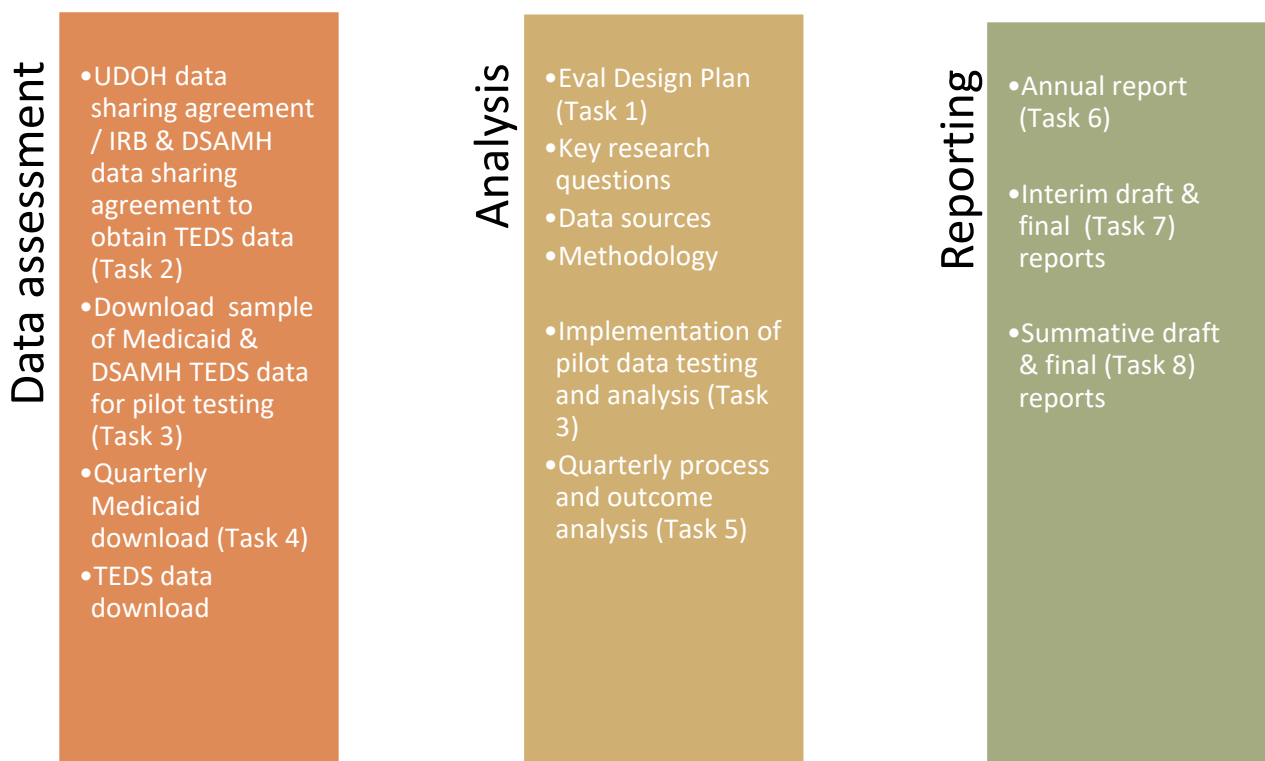 Data assessment
•UDOH data
sharing agreement
/ IRB & DSAMH
data sharing
agreement to
obtain TEDS data
(Task 2)
•Download  sample
of Medicaid &
DSAMH TEDS data
for pilot testing
(Task 3)
•Quarterly
Medicaid
download (Task 4)
•TEDS data
download
Analysis
•Eval Design Plan
(Task 1)
•Key research
questions
•Data sources
•Methodology
•Implementation of
pilot data testing
and analysis (Task
3)
•Quarterly process
and outcome
analysis (Task 5)
Reporting
•Annual report
(Task 6)
•Interim draft &
final  (Task 7)
reports
•Summative draft
& final (Task 8)
reports